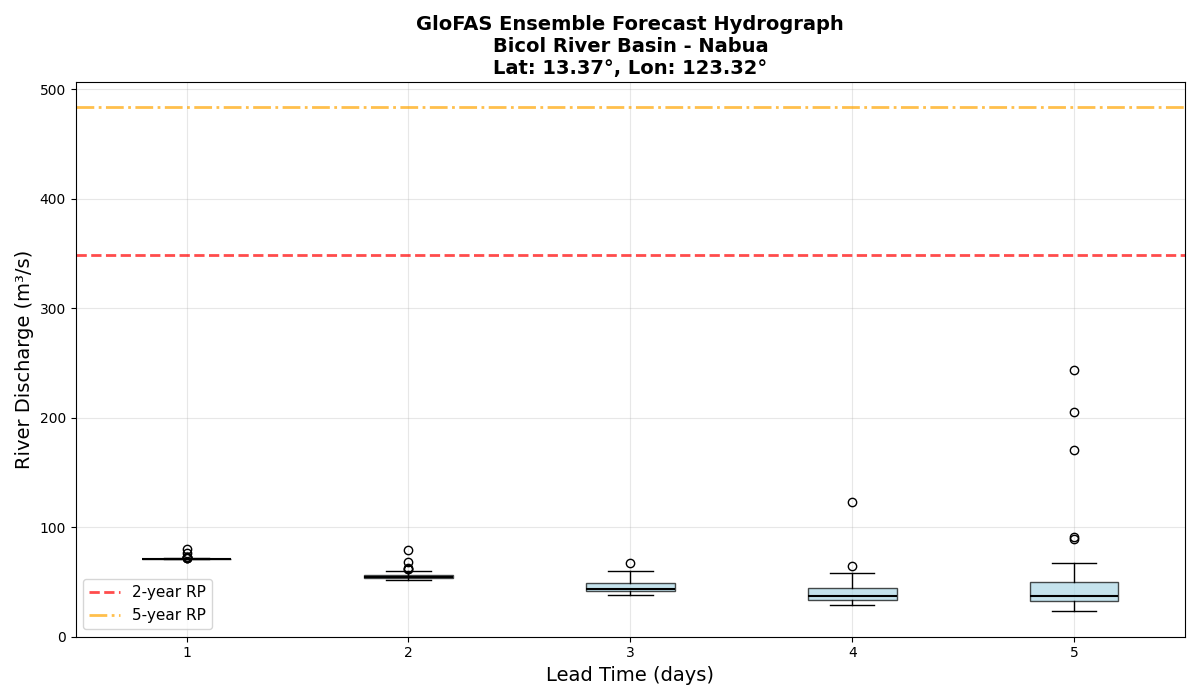 GloFAS Ensemble Forecast Hydrograph
Bicol River Basin - Nabua
Lat: 13.37°, Lon: 123.32°
River Discharge (m³/s)
500
400
300
200
100
0
2-year RP
5-year RP
1
2
3
4
5
Lead Time (days)